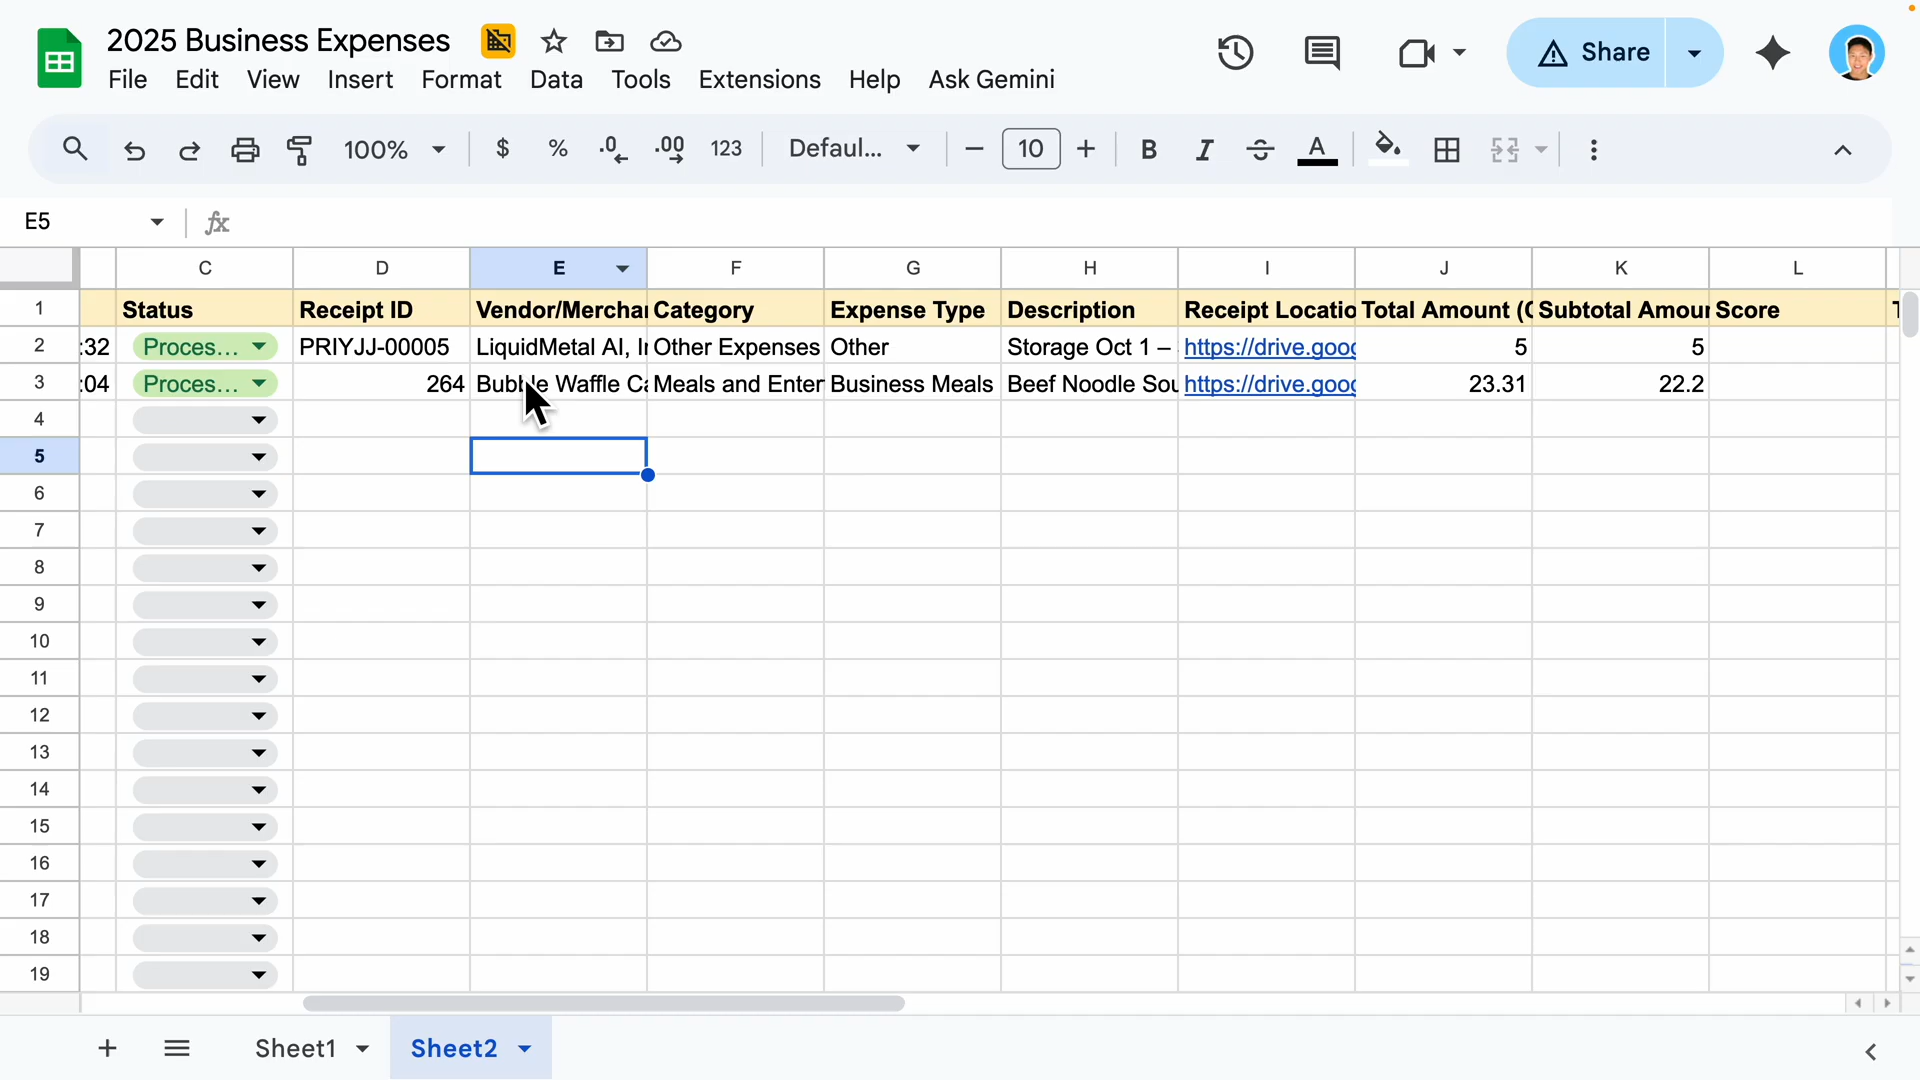 2025 Business Expenses
File Edit View Insert Format Data Tools Extensions Help Ask Gemini
Share
100% $ % .0 .00 123 Defaul... 10 B I S A
E5 fx
C D E F G H I J K L
1 Status Receipt ID Vendor/Mercha Category Expense Type Description Receipt Locatio Total Amount ( Subtotal Amou Score
2 :32 Proces... PRIYJJ-00005 LiquidMetal AI, I Other Expenses Other Storage Oct 1 – https://drive.goo 5 5
3 :04 Proces... 264 Bubble Waffle Ca Meals and Enter Business Meals Beef Noodle Sou https://drive.goo 23.31 22.2
4
5
6
7
8
9
10
11
12
13
14
15
16
17
18
19
+ Sheet1 Sheet2